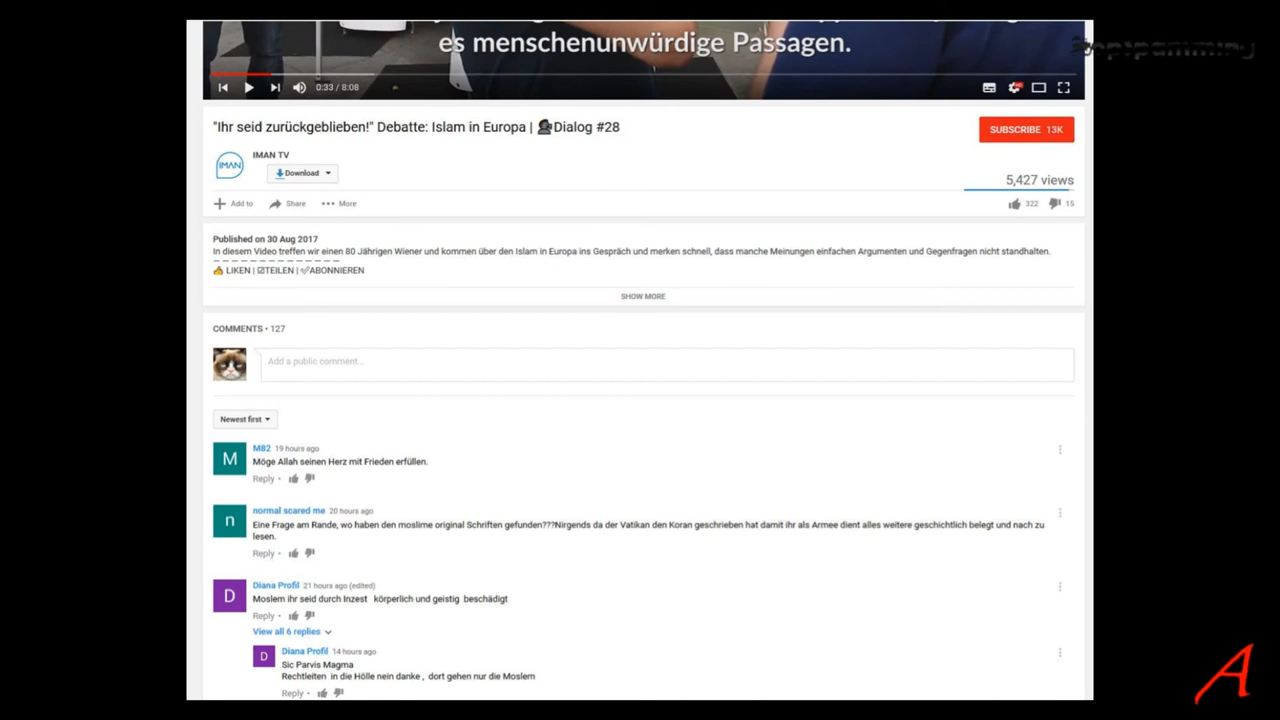 es menschenunwürdige Passagen.
0:33 / 8:08
"Ihr seid zurückgeblieben!" Debatte: Islam in Europa | Dialog #28
SUBSCRIBE 13K
IMAN
IMAN TV
Download
5,427 views
Add to
Share
More
322
15
Published on 30 Aug 2017
In diesem Video treffen wir einen 80 Jährigen Wiener und kommen über den Islam in Europa ins Gespräch und merken schnell, dass manche Meinungen einfachen Argumenten und Gegenfragen nicht standhalten.
LIKEN | ☑TEILEN | ABONNIEREN
SHOW MORE
COMMENTS • 127
Add a public comment...
Newest first
M
M82 19 hours ago
Möge Allah seinen Herz mit Frieden erfüllen.
Reply •
n
normal scared me 20 hours ago
Eine Frage am Rande, wo haben den moslime original Schriften gefunden???Nirgends da der Vatikan den Koran geschrieben hat damit ihr als Armee dient alles weitere geschichtlich belegt und nach zu
lesen.
Reply •
D
Diana Profil 21 hours ago (edited)
Moslem ihr seid durch Inzest körperlich und geistig beschädigt
Reply •
View all 6 replies
D
Diana Profil 14 hours ago
Sic Parvis Magma
Rechtleiten in die Hölle nein danke , dort gehen nur die Moslem
Reply •
A